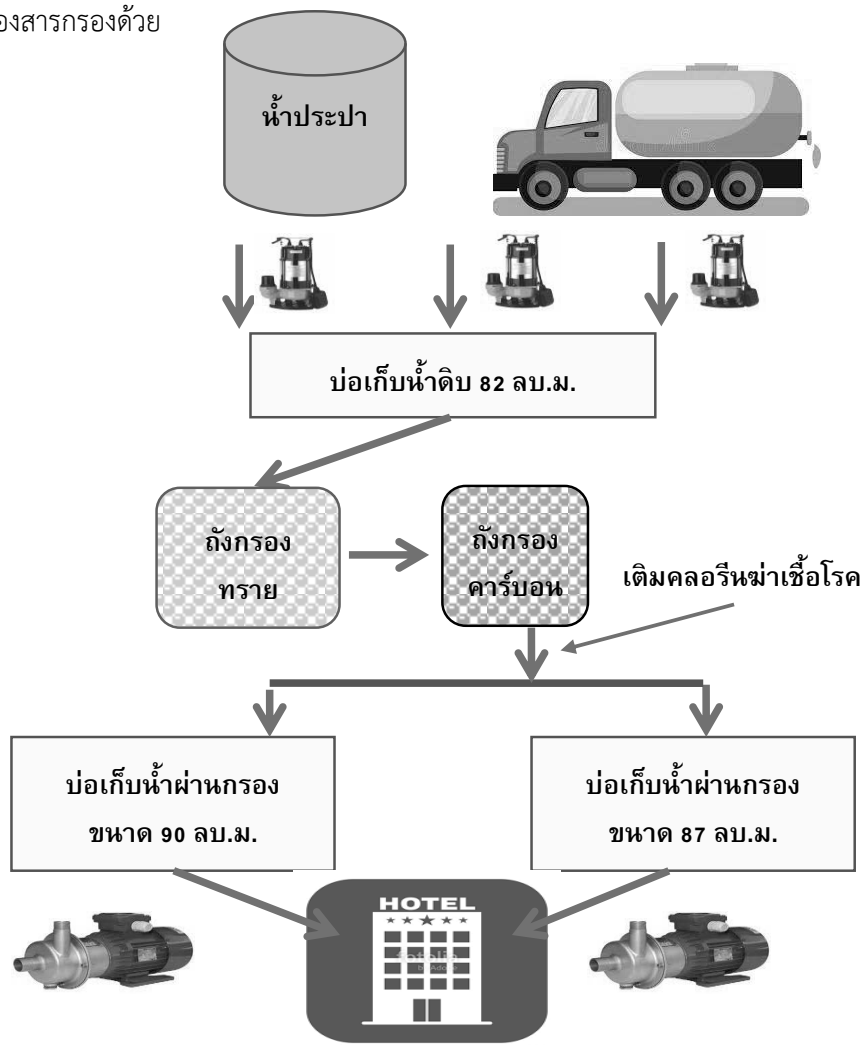 องสารกรองด้วย
น้ำประปา
บ่อเก็บน้ำดิบ 82 ลบ.ม.
ถังกรอง
ทราย
ถังกรอง
คาร์บอน
เติมคลอรีนฆ่าเชื้อโรค
บ่อเก็บน้ำผ่านกรอง
ขนาด 90 ลบ.ม.
บ่อเก็บน้ำผ่านกรอง
ขนาด 87 ลบ.ม.
HOTEL